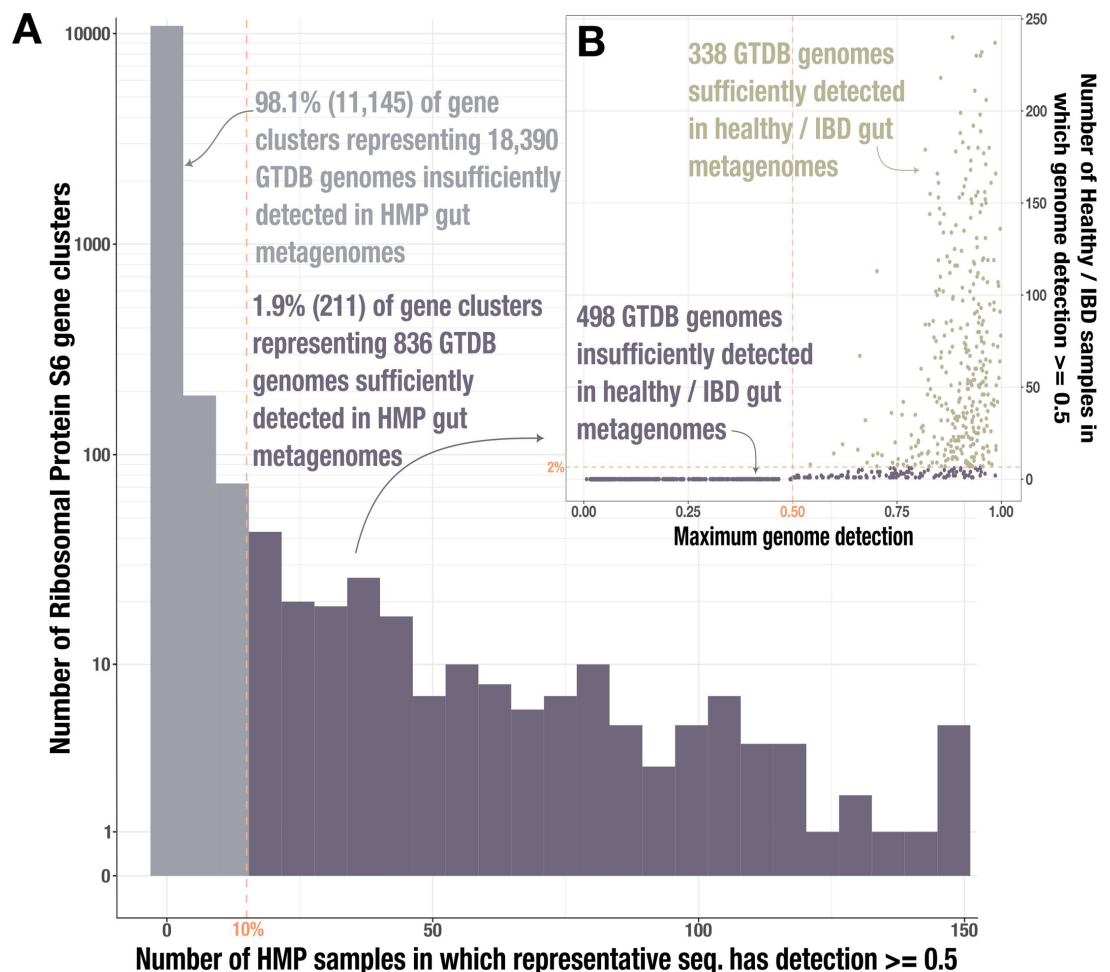 A
Number of Ribosomal Protein S6 gene clusters
10000
1000
100
10
1
0
98.1% (11,145) of gene
clusters representing 18,390
GTDB genomes insufficiently
detected in HMP gut
metagenomes
1.9% (211) of gene clusters
representing 836 GTDB
genomes sufficiently
detected in HMP gut
metagenomes
0
10%
50
100
150
Number of HMP samples in which representative seq. has detection >= 0.5
B
338 GTDB genomes
sufficiently detected
in healthy / IBD gut
metagenomes
498 GTDB genomes
insufficiently detected
in healthy / IBD gut
metagenomes
2%
250
200
150
100
50
0
Number of Healthy / IBD samples in
which genome detection >= 0.5
0.00
0.25
0.50
0.75
1.00
Maximum genome detection